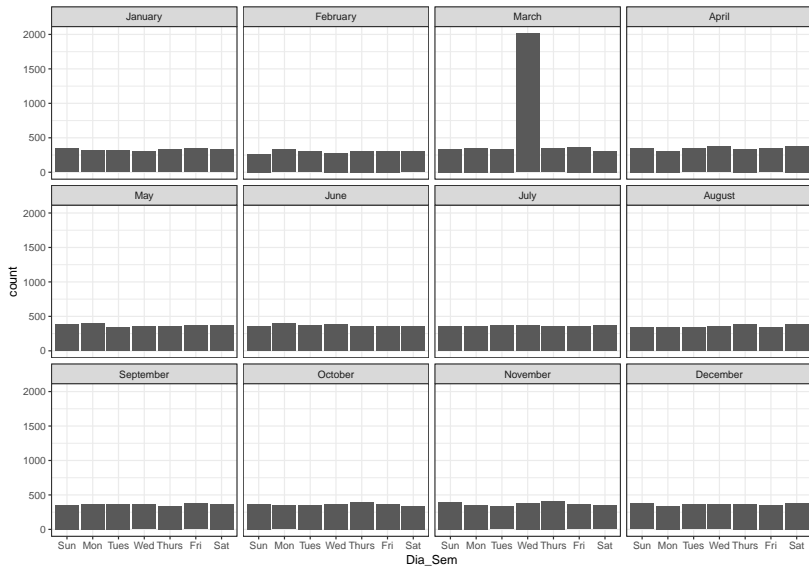 January February March April
2000
1500
1000
500
0
May June July August
2000
1500
1000
500
0
count
September October November December
2000
1500
1000
500
0
Sun Mon Tues Wed Thurs Fri Sat Sun Mon Tues Wed Thurs Fri Sat Sun Mon Tues Wed Thurs Fri Sat Sun Mon Tues Wed Thurs Fri Sat
Dia_Sem